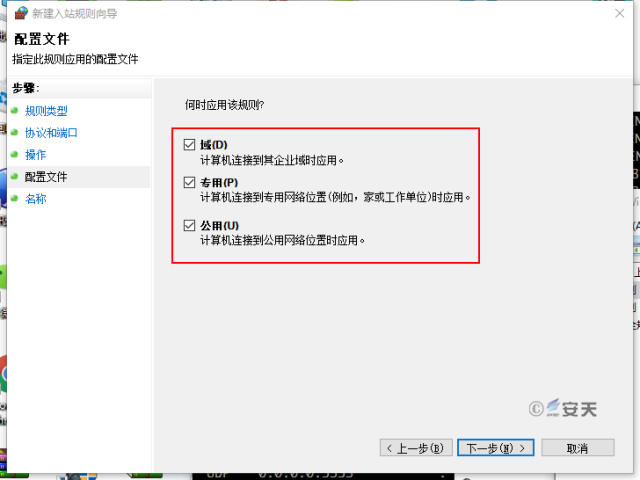 新建入站规则向导
配置文件
指定此规则应用的配置文件
步骤:
规则类型
协议和端口
操作
配置文件
名称
何时应用该规则?
域(D)
计算机连接到其企业域时应用。
专用(P)
计算机连接到专用网络位置(例如，家或工作单位)时应用。
公用(U)
计算机连接到公用网络位置时应用。
©安天
< 上一步(B)
下一步(N) >
取消